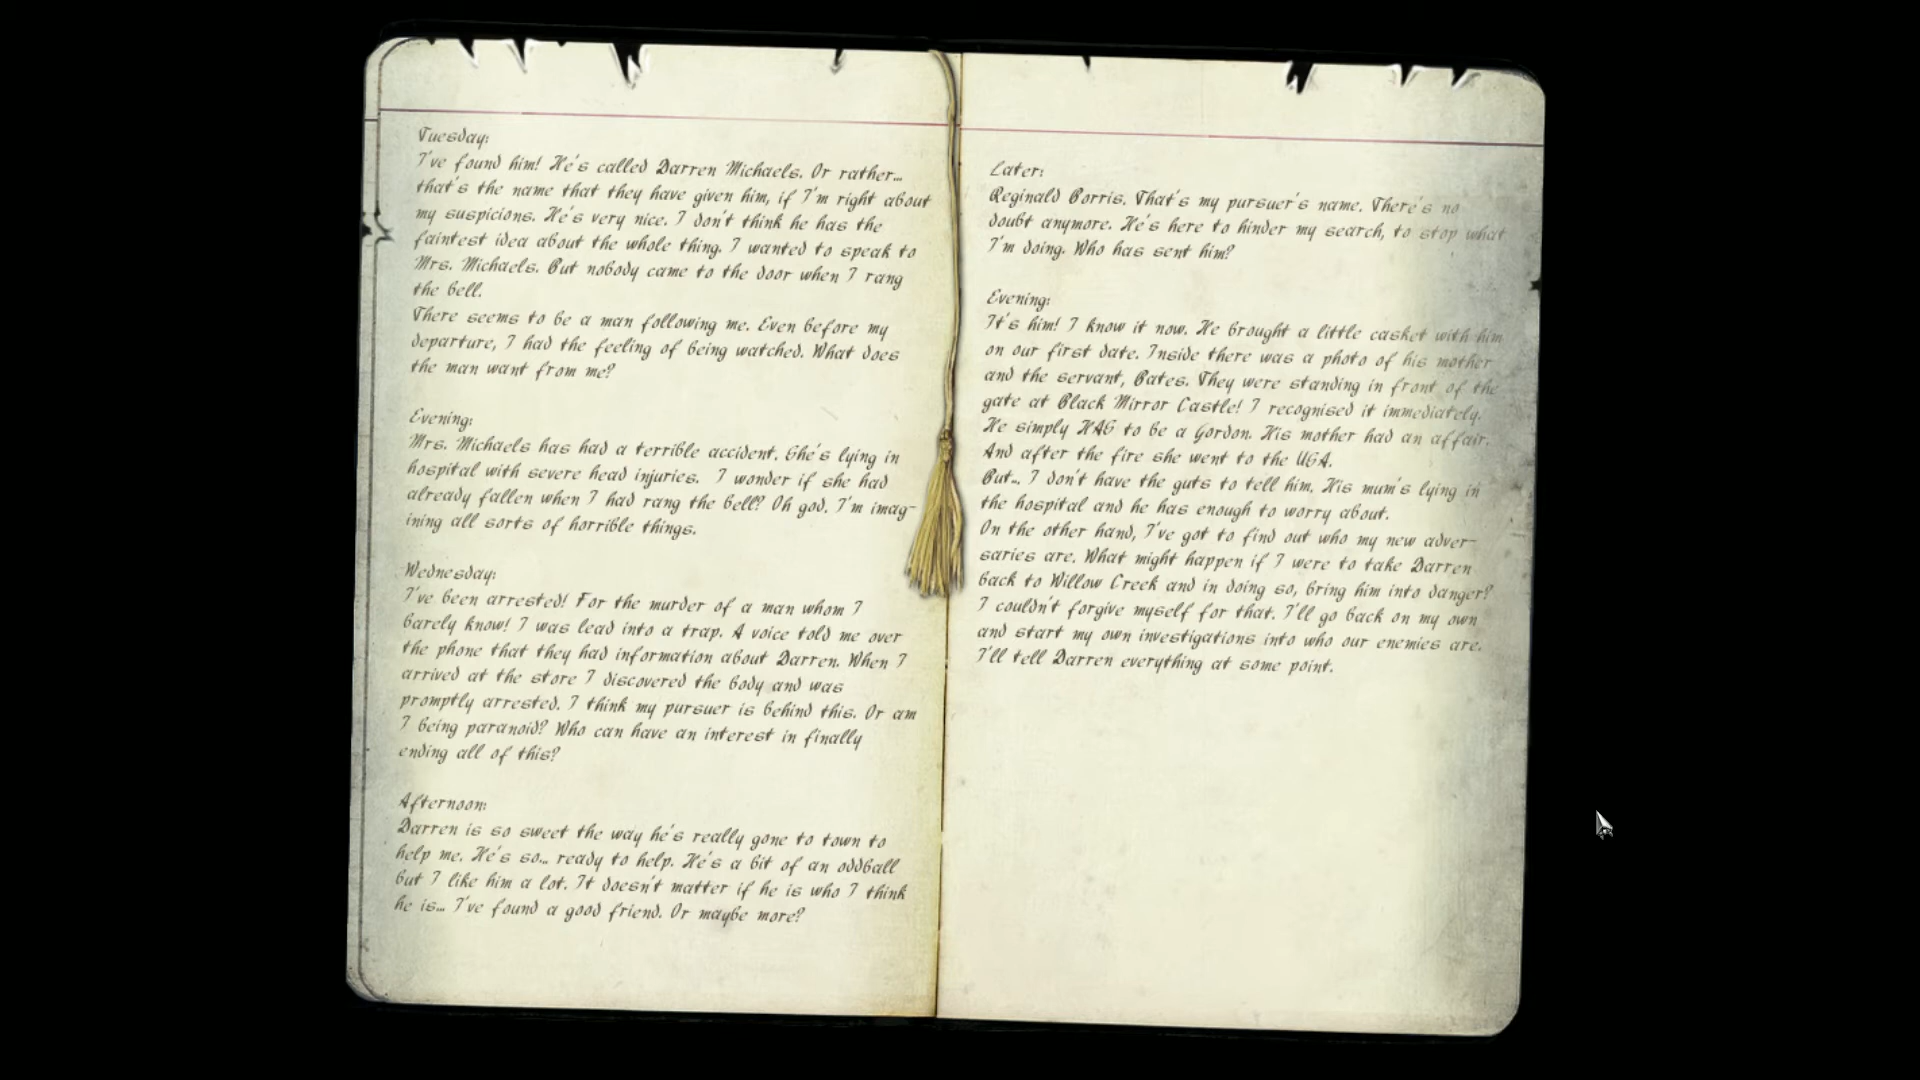 Tuesday:
I've found him! He's called Darren Michaels. Or rather...
that's the name that they have given him, if I'm right about
my suspicions. He's very nice. I don't think he has the
faintest idea about the whole thing. I wanted to speak to
Mrs. Michaels. But nobody came to the door when I rang
the bell.
There seems to be a man following me. Even before my
departure, I had the feeling of being watched. What does
the man want from me?
Evening:
Mrs. Michaels has had a terrible accident. She's lying in
hospital with severe head injuries. I wonder if she had
already fallen when I had rang the bell? Oh god. I'm imag-
ining all sorts of horrible things.
Wednesday:
I've been arrested! For the murder of a man whom I
barely know! I was lead into a trap. A voice told me over
the phone that they had information about Darren. When I
arrived at the store I discovered the body and was
promptly arrested. I think my pursuer is behind this. Or am
I being paranoid? Who can have an interest in finally
ending all of this?
Afternoon:
Darren is so sweet the way he's really gone to town to
help me. He's so... ready to help. He's a bit of an oddball
but I like him a lot. It doesn't matter if he is who I think
he is... I've found a good friend. Or maybe more?
Later:
Reginald Borris. That's my pursuer's name. There's no
doubt anymore. He's here to hinder my search, to stop what
I'm doing. Who has sent him?
Evening:
It's him! I know it now. He brought a little casket with him
on our first date. Inside there was a photo of his mother
and the servant, Bates. They were standing in front of the
gate at Black Mirror Castle! I recognised it immediately.
He simply HAS to be a Gordon. His mother had an affair.
And after the fire she went to the USA.
But... I don't have the guts to tell him. His mum's lying in
the hospital and he has enough to worry about.
On the other hand, I've got to find out who my new adver-
saries are. What might happen if I were to take Darren
back to Willow Creek and in doing so, bring him into danger?
I couldn't forgive myself for that. I'll go back on my own
and start my own investigations into who our enemies are.
I'll tell Darren everything at some point.